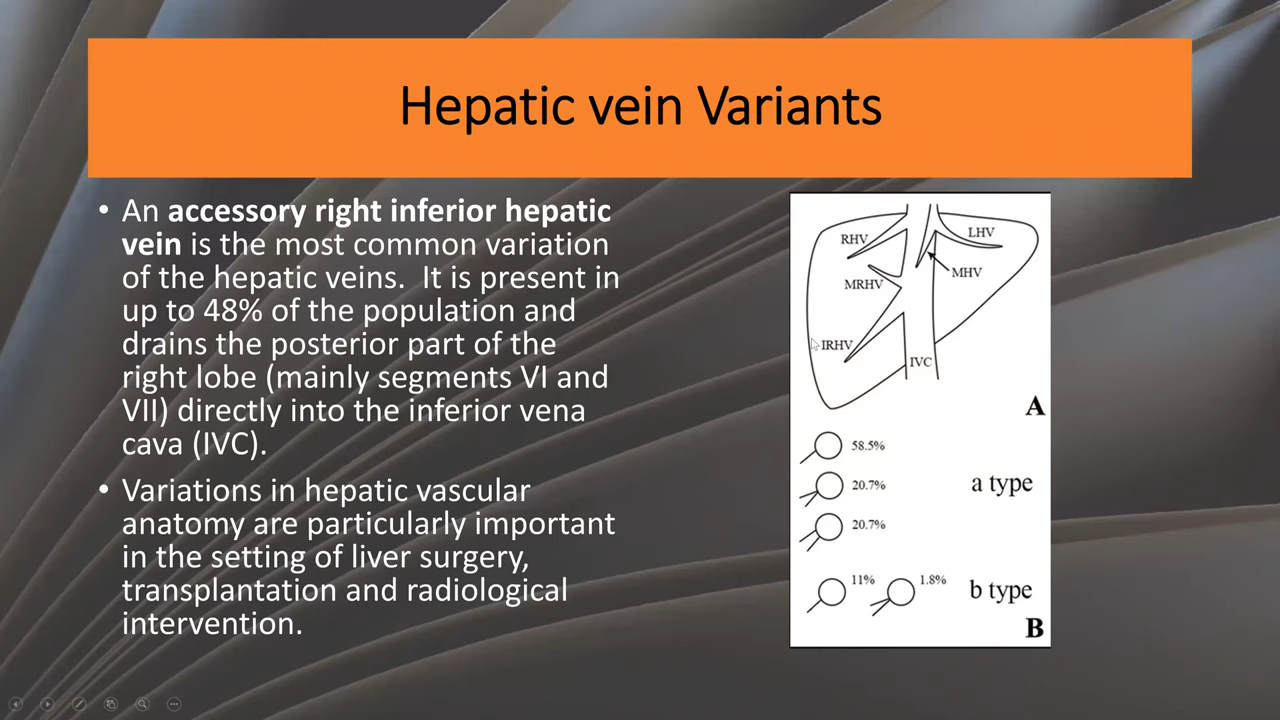 Hepatic vein Variants
• An accessory right inferior hepatic
vein is the most common variation
of the hepatic veins.  It is present in
up to 48% of the population and
drains the posterior part of the
right lobe (mainly segments VI and
VII) directly into the inferior vena
cava (IVC).
• Variations in hepatic vascular
anatomy are particularly important
in the setting of liver surgery,
transplantation and radiological
intervention.
RHV
LHV
MHV
MRHV
IRHV
IVC
A
58.5%
20.7%
a type
20.7%
11%
1.8%
b type
B